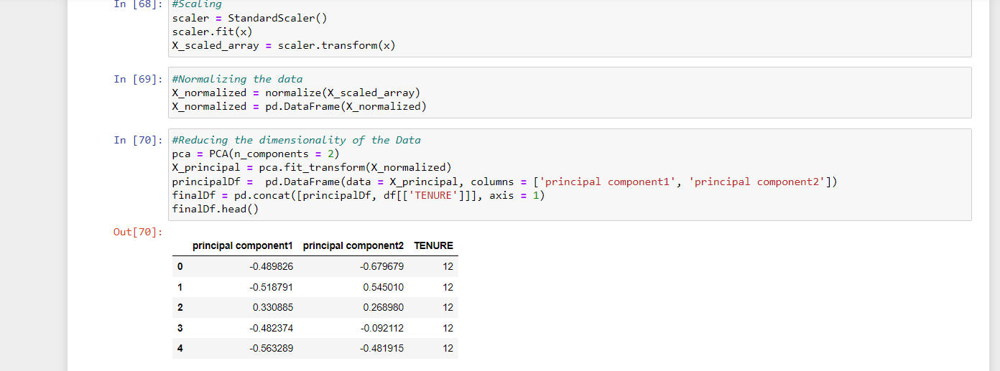 In [68]: #Scaling
scaler = StandardScaler()
scaler.fit(x)
X_scaled_array = scaler.transform(x)
In [69]: #Normalizing the data
X_normalized = normalize(X_scaled_array)
X_normalized = pd.DataFrame(X_normalized)
In [70]: #Reducing the dimensionality of the Data
pca = PCA(n_components = 2)
X_principal = pca.fit_transform(X_normalized)
principalDf =  pd.DataFrame(data = X_principal, columns = ['principal component1', 'principal component2'])
finalDf = pd.concat([principalDf, df[['TENURE']]], axis = 1)
finalDf.head()
Out[70]:
principal component1 principal component2 TENURE
0 -0.489826 -0.679679 12
1 -0.518791 0.545010 12
2 0.330885 0.268980 12
3 -0.482374 -0.092112 12
4 -0.563289 -0.481915 12